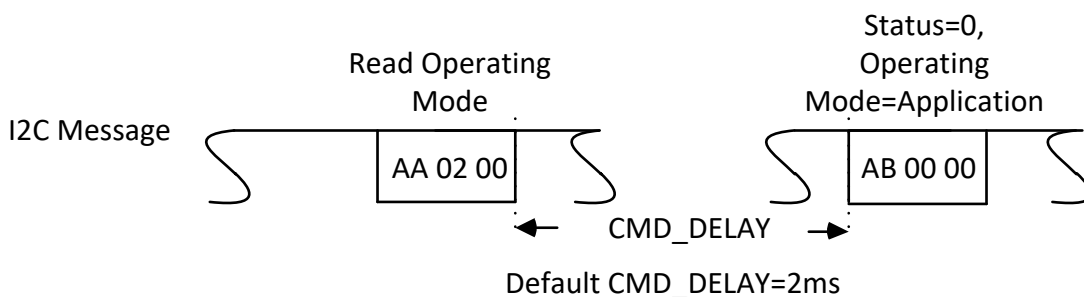 Read Operating
Mode
Status=0,
Operating
Mode=Application
I2C Message
AA 02 00
AB 00 00
CMD_DELAY
Default CMD_DELAY=2ms